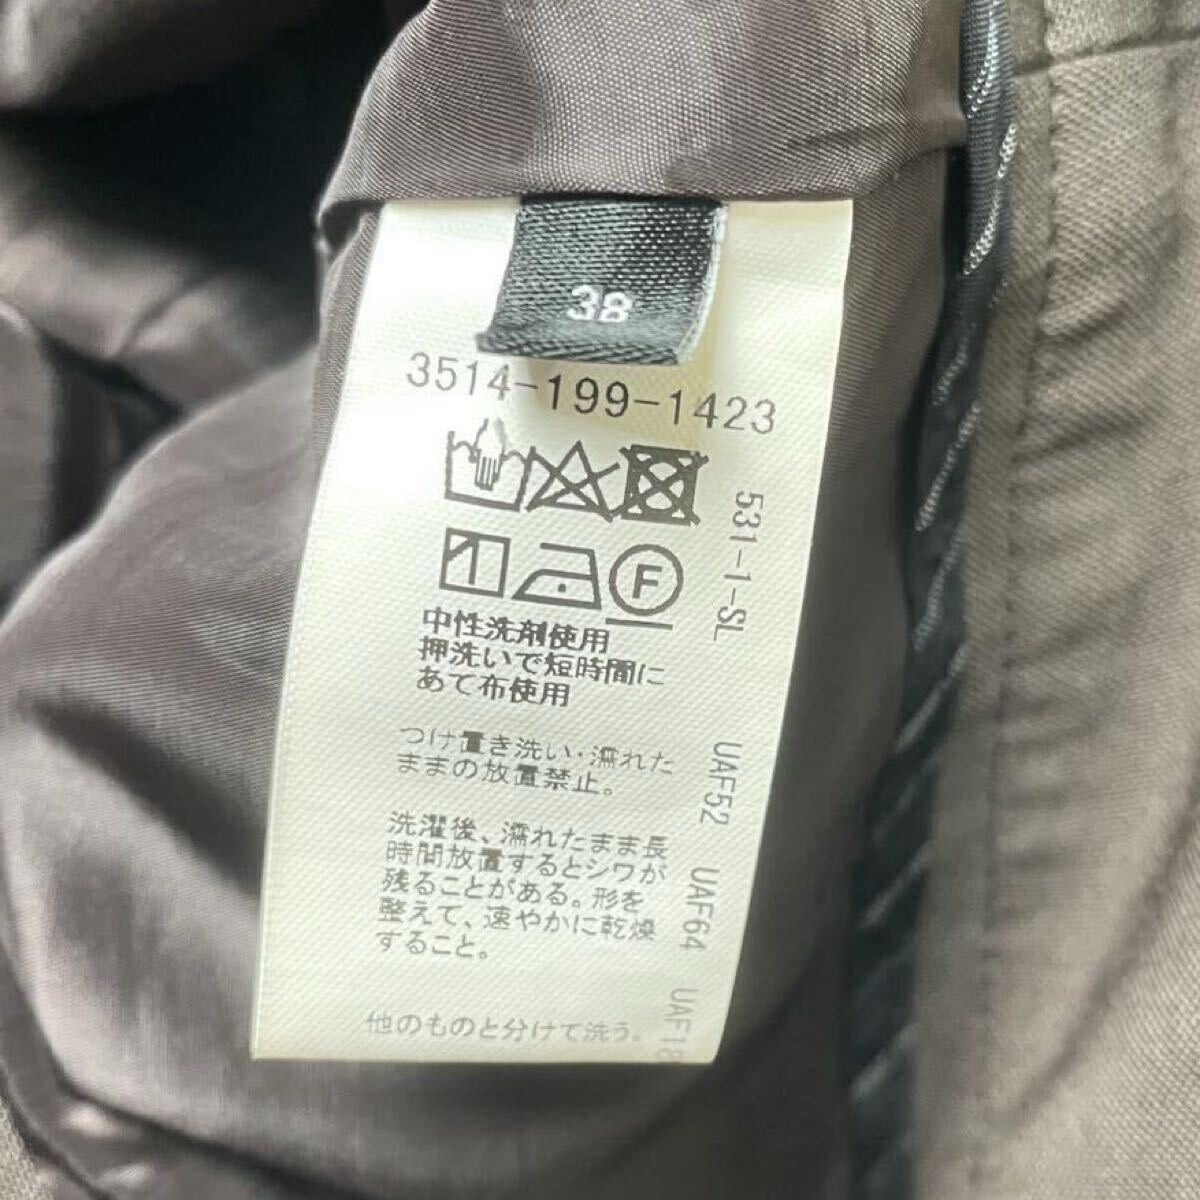 38
3514-199-1423
F
中性洗剤使用
押洗いで短時間に
あて布使用
つけ置き洗い・濡れた
ままの放置禁止。
洗濯後、濡れたまま長
時間放置するとシワが
残ることがある。形を
整えて、速やかに乾燥
すること。
他のものと分けて洗う。
531-1-SL
UAF52
UAF64
UAF18